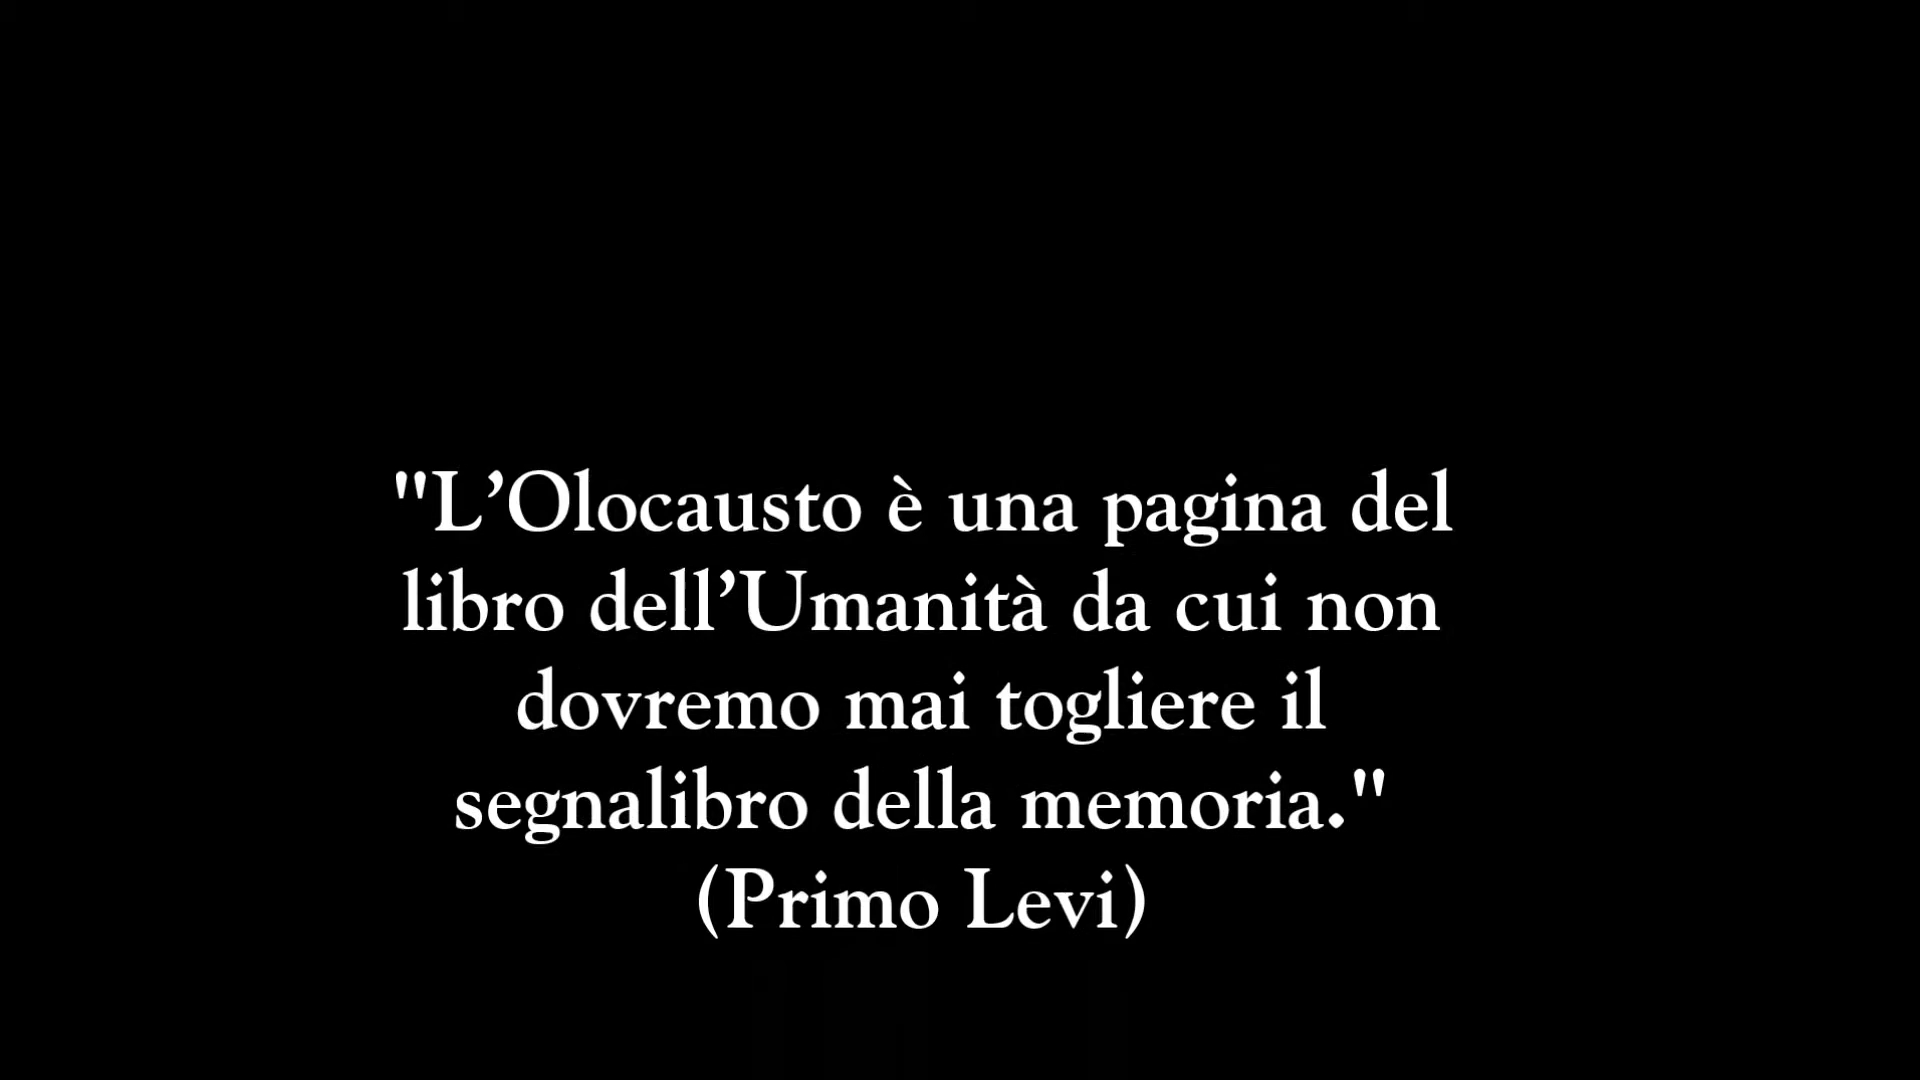 "L’Olocausto è una pagina del
libro dell’Umanità da cui non
dovremo mai togliere il
segnalibro della memoria."
(Primo Levi)